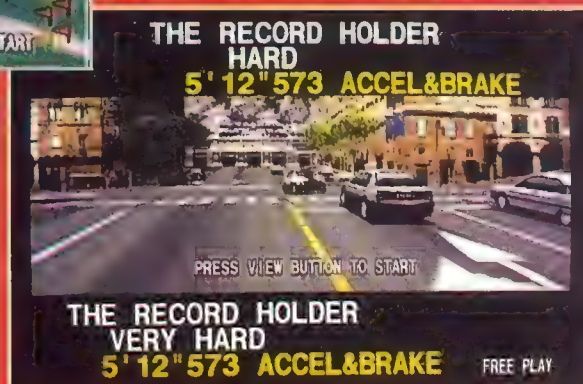 TART
THE RECORD HOLDER
HARD
5'12"573 ACCEL&BRAKE
PRESS VIEW BUTTON TO START
THE RECORD HOLDER
VERY HARD
5'12"573 ACCEL&BRAKE
FREE PLAY